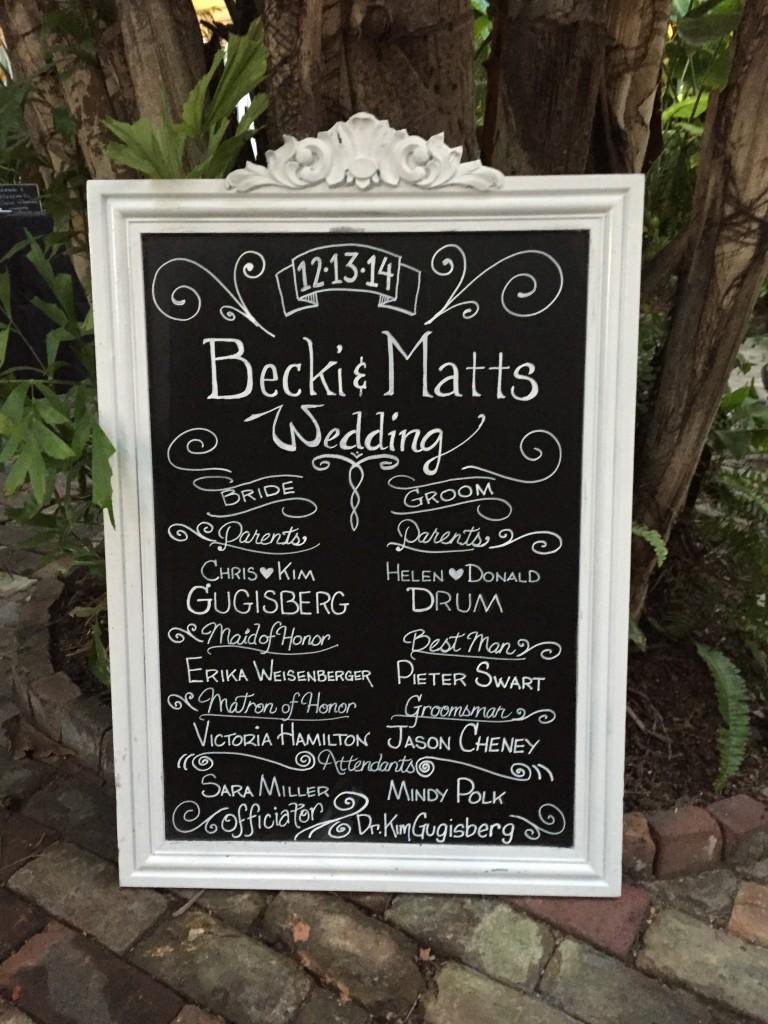 12·13·14
Becki & Matts
Wedding
BRIDE
Parents
CHRIS ♥ KIM
GUGISBERG
Maid of Honor
ERIKA WEISENBERGER
Matron of Honor
VICTORIA HAMILTON
GROOM
Parents
HELEN ♥ DONALD
DRUM
Best Man
PIETER SWART
Groomsman
JASON CHENEY
Attendants
SARA MILLER MINDY POLK
Officiator Dr. Kim Gugisberg